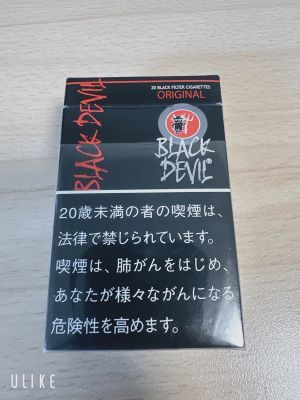 20 BLACK FILTER CIGARETTES
ORIGINAL
BLACK DEVIL
BLACK
DEVIL
20歳未満の者の喫煙は、
法律で禁じられています。
喫煙は、肺がんをはじめ、
あなたが様々ながんになる
危険性を高めます。
ULIKE